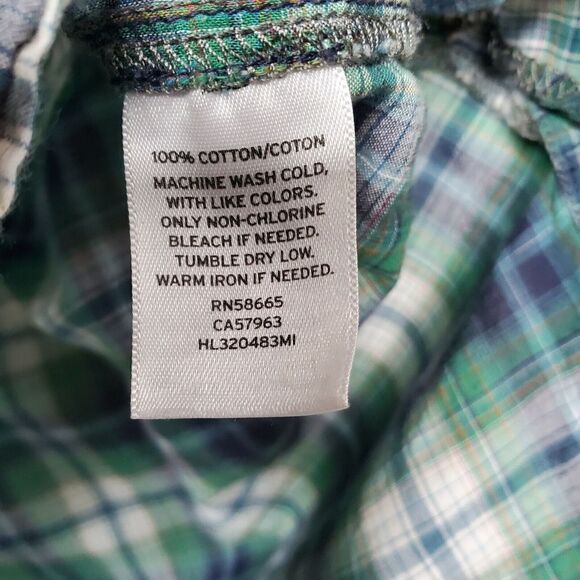 100% COTTON/COTON
MACHINE WASH COLD,
WITH LIKE COLORS.
ONLY NON-CHLORINE
BLEACH IF NEEDED.
TUMBLE DRY LOW.
WARM IRON IF NEEDED.
RN58665
CA57963
HL320483MI